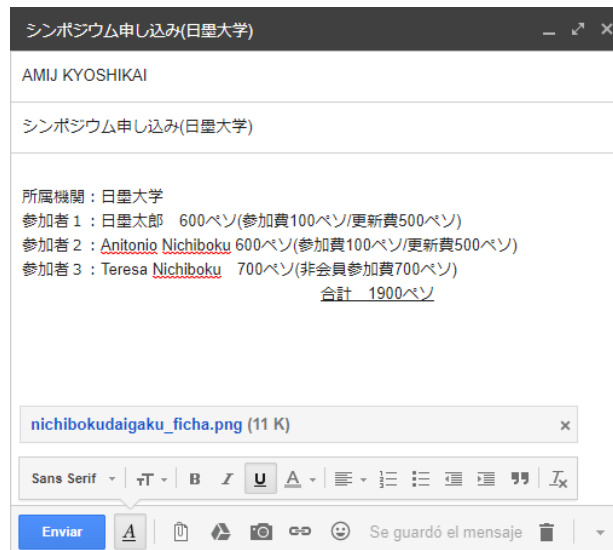 シンポジウム申し込み(日墨大学)
AMIJ KYOSHIKAI
シンポジウム申し込み(日墨大学)
所属機関：日墨大学
参加者１：日墨太郎　600ペソ(参加費100ペソ/更新費500ペソ)
参加者２：Anitonio Nichiboku 600ペソ(参加費100ペソ/更新費500ペソ)
参加者３：Teresa Nichiboku　700ペソ(非会員参加費700ペソ)
合計　1900ペソ
nichibokudaigaku_ficha.png (11 K)
Sans Serif
Enviar
Se guardó el mensaje